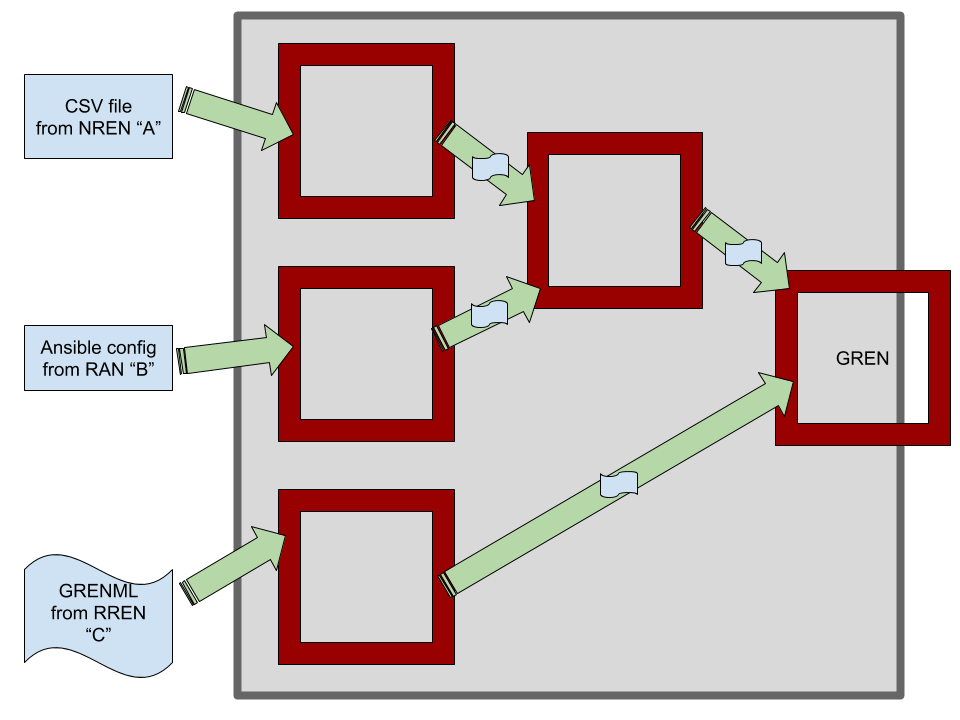 CSV file
from NREN “A”
Ansible config
from RAN “B”
GREN
GRENML
from RREN
“C”